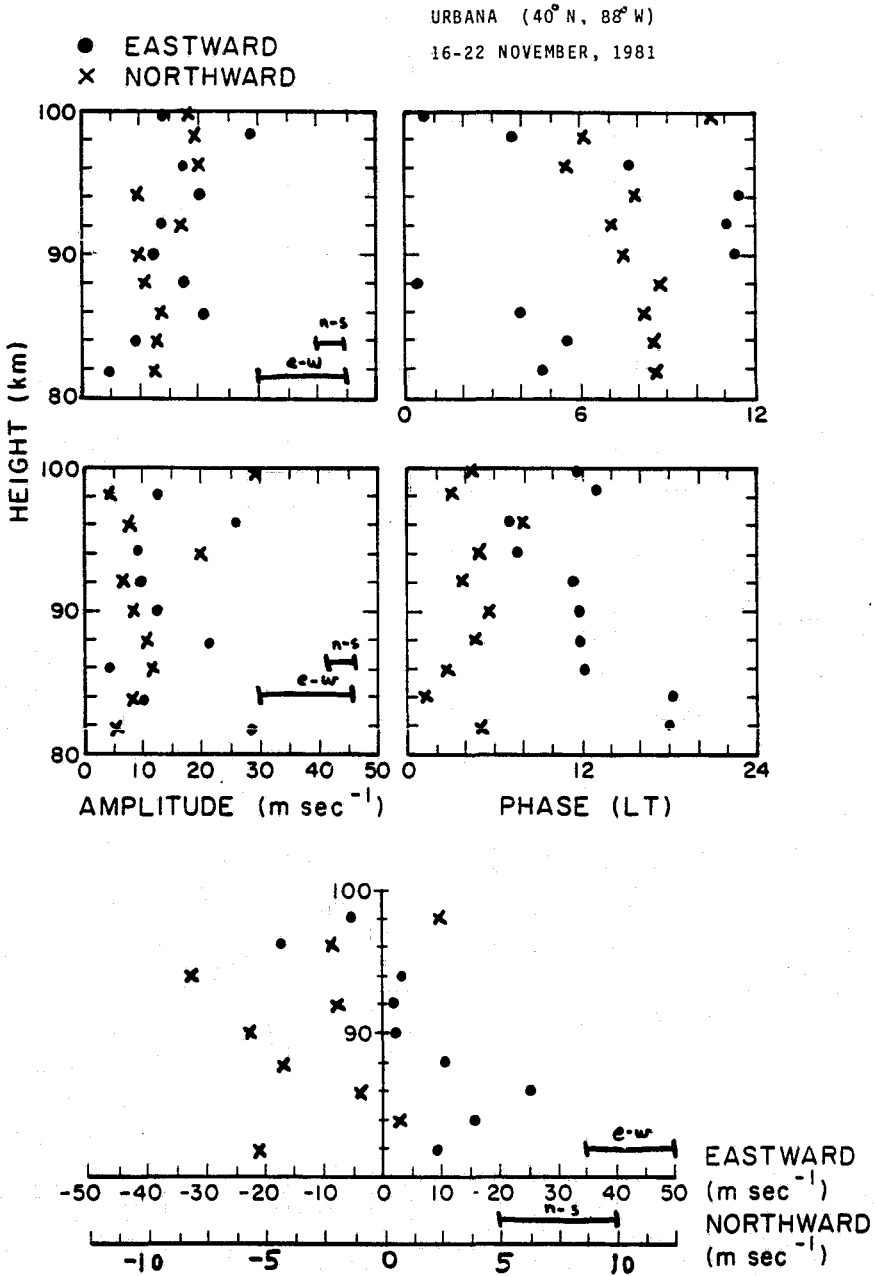 URBANA (40° N, 88° W)
16-22 NOVEMBER, 1981
● EASTWARD
× NORTHWARD
100
90
80
n-s
e-w
0 6 12
HEIGHT (km)
100
90
80
n-s
e-w
0 10 20 30 40 50
0 12 24
AMPLITUDE (m sec⁻¹)
PHASE (LT)
100
90
e-w
-50 -40 -30 -20 -10 0 10 20 30 40 50
EASTWARD
(m sec⁻¹)
n-s
-10 -5 0 5 10
NORTHWARD
(m sec⁻¹)